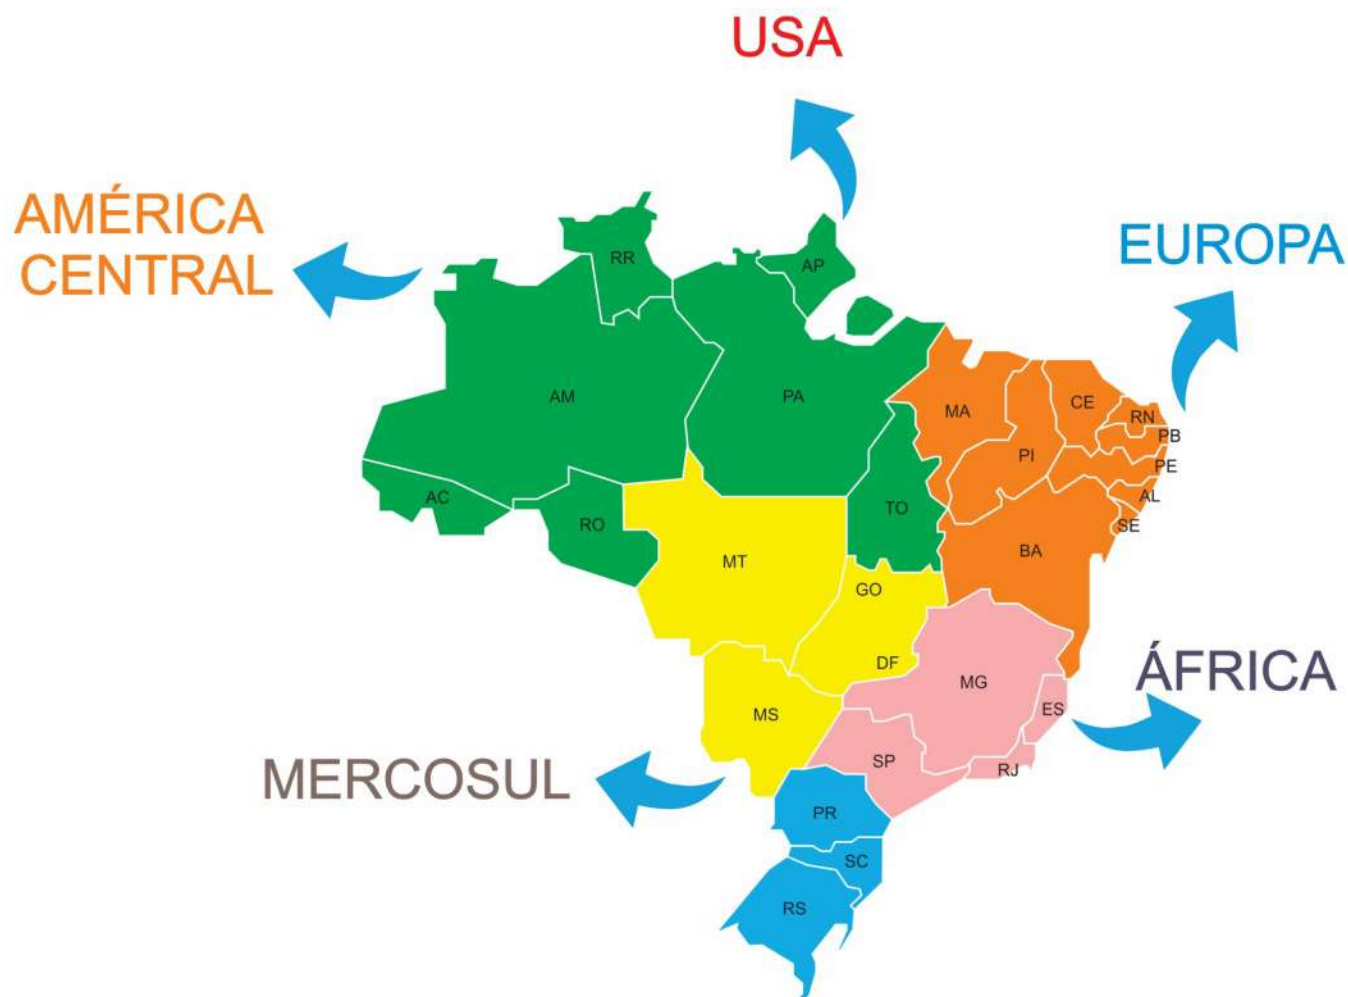 USA
AMÉRICA
CENTRAL
EUROPA
RR
AP
AM
PA
MA
CE
RN
PB
PI
PE
AC
AL
TO
RO
SE
BA
MT
GO
DF
MG
ÁFRICA
ES
MS
SP
RJ
MERCOSUL
PR
SC
RS